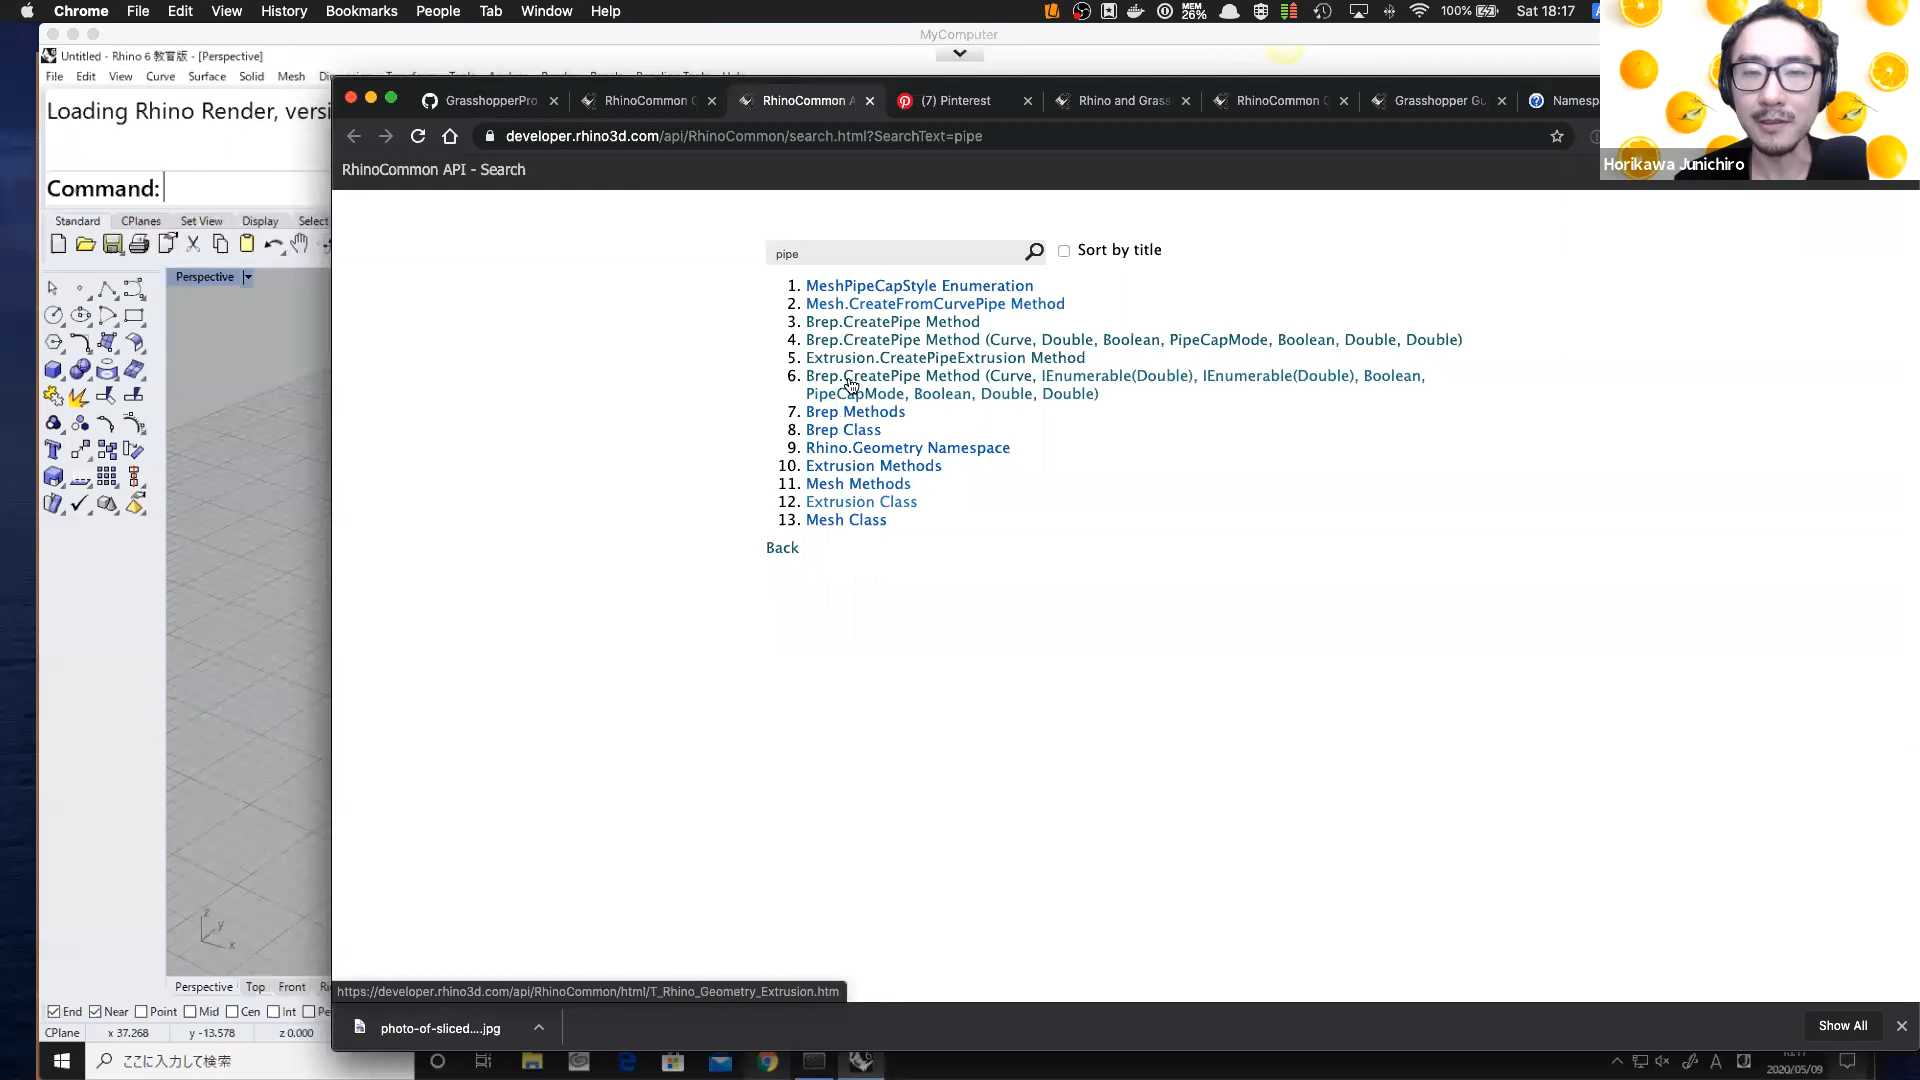 Chrome File Edit View History Bookmarks People Tab Window Help
MEM 26% 100% Sat 18:17
MyComputer
Untitled - Rhino 6 教育版 - [Perspective]
File Edit View Curve Surface Solid Mesh
Loading Rhino Render, versi
Command:
Standard CPlanes Set View Display Select
Perspective
GrasshopperPro RhinoCommon RhinoCommon A (7) Pinterest Rhino and Grass RhinoCommon Grasshopper Gu Namesp
developer.rhino3d.com/api/RhinoCommon/search.html?SearchText=pipe
RhinoCommon API - Search
Horikawa Junichiro
pipe
Sort by title
1. MeshPipeCapStyle Enumeration
2. Mesh.CreateFromCurvePipe Method
3. Brep.CreatePipe Method
4. Brep.CreatePipe Method (Curve, Double, Boolean, PipeCapMode, Boolean, Double, Double)
5. Extrusion.CreatePipeExtrusion Method
6. Brep.CreatePipe Method (Curve, IEnumerable(Double), IEnumerable(Double), Boolean,
PipeCapMode, Boolean, Double, Double)
7. Brep Methods
8. Brep Class
9. Rhino.Geometry Namespace
10. Extrusion Methods
11. Mesh Methods
12. Extrusion Class
13. Mesh Class
Back
z
y
x
Perspective Top Front
https://developer.rhino3d.com/api/RhinoCommon/html/T_Rhino_Geometry_Extrusion.htm
End Near Point Mid Cen Int Pe
photo-of-sliced....jpg
Show All
CPlane x 37.268 y -13.578 z 0.000
ここに入力して検索
A
2020/05/09